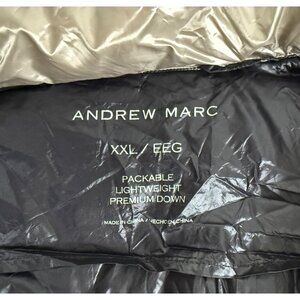 ANDREW MARC
XXL / EEG
PACKABLE
LIGHTWEIGHT
PREMIUM DOWN
MADE IN CHINA / HECHO EN CHINA